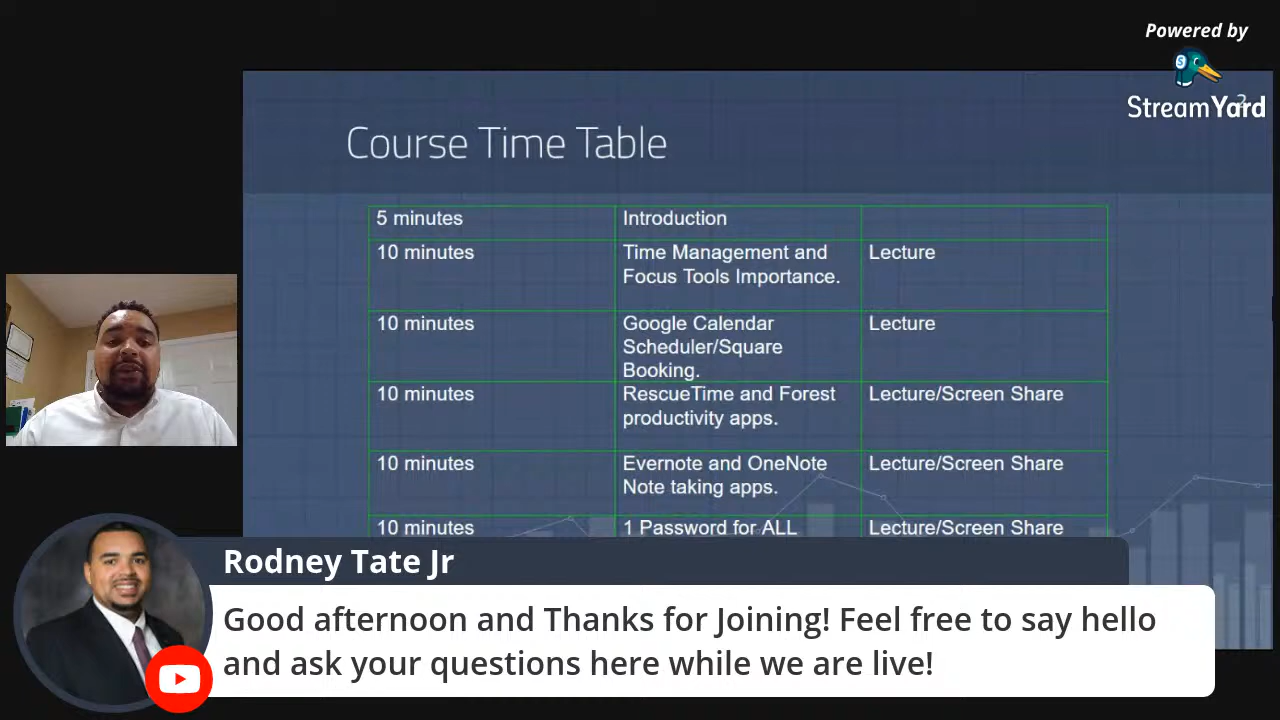 Powered by
StreamYard
2
Course Time Table
5 minutes Introduction
10 minutes Time Management and Lecture
Focus Tools Importance.
10 minutes Google Calendar Lecture
Scheduler/Square
Booking.
10 minutes RescueTime and Forest Lecture/Screen Share
productivity apps.
10 minutes Evernote and OneNote Lecture/Screen Share
Note taking apps.
10 minutes 1 Password for ALL Lecture/Screen Share
Rodney Tate Jr
Good afternoon and Thanks for Joining! Feel free to say hello
and ask your questions here while we are live!